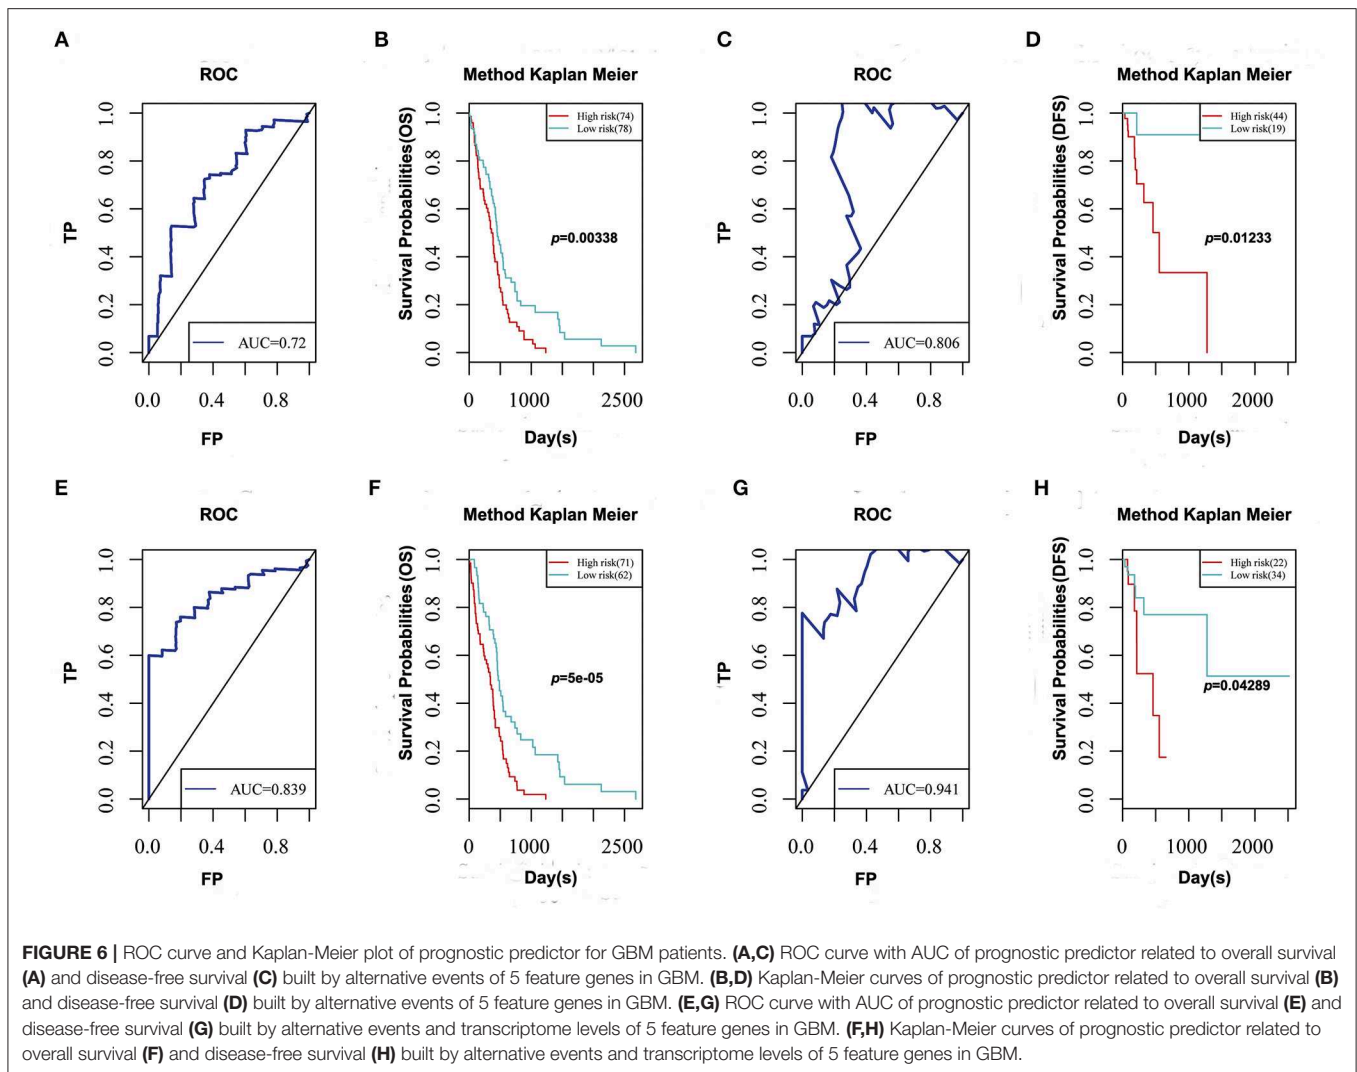 A
ROC
TP
0.0 0.2 0.4 0.6 0.8 1.0
AUC=0.72
0.0 0.4 0.8
FP
B
Method Kaplan Meier
Survival Probabilities(OS)
0.0 0.2 0.4 0.6 0.8 1.0
High risk(74)
Low risk(78)
p=0.00338
0 1000 2500
Day(s)
C
ROC
TP
0.0 0.2 0.4 0.6 0.8 1.0
AUC=0.806
0.0 0.4 0.8
FP
D
Method Kaplan Meier
Survival Probabilities(DFS)
0.0 0.2 0.4 0.6 0.8 1.0
High risk(44)
Low risk(19)
p=0.01233
0 1000 2000
Day(s)
E
ROC
TP
0.0 0.2 0.4 0.6 0.8 1.0
AUC=0.839
0.0 0.4 0.8
FP
F
Method Kaplan Meier
Survival Probabilities(OS)
0.0 0.2 0.4 0.6 0.8 1.0
High risk(71)
Low risk(62)
p=5e-05
0 1000 2500
Day(s)
G
ROC
TP
0.0 0.2 0.4 0.6 0.8 1.0
AUC=0.941
0.0 0.4 0.8
FP
H
Method Kaplan Meier
Survival Probabilities(DFS)
0.0 0.2 0.4 0.6 0.8 1.0
High risk(22)
Low risk(34)
p=0.04289
0 1000 2000
Day(s)
FIGURE 6 | ROC curve and Kaplan-Meier plot of prognostic predictor for GBM patients. (A,C) ROC curve with AUC of prognostic predictor related to overall survival
(A) and disease-free survival (C) built by alternative events of 5 feature genes in GBM. (B,D) Kaplan-Meier curves of prognostic predictor related to overall survival (B)
and disease-free survival (D) built by alternative events of 5 feature genes in GBM. (E,G) ROC curve with AUC of prognostic predictor related to overall survival (E) and
disease-free survival (G) built by alternative events and transcriptome levels of 5 feature genes in GBM. (F,H) Kaplan-Meier curves of prognostic predictor related to
overall survival (F) and disease-free survival (H) built by alternative events and transcriptome levels of 5 feature genes in GBM.